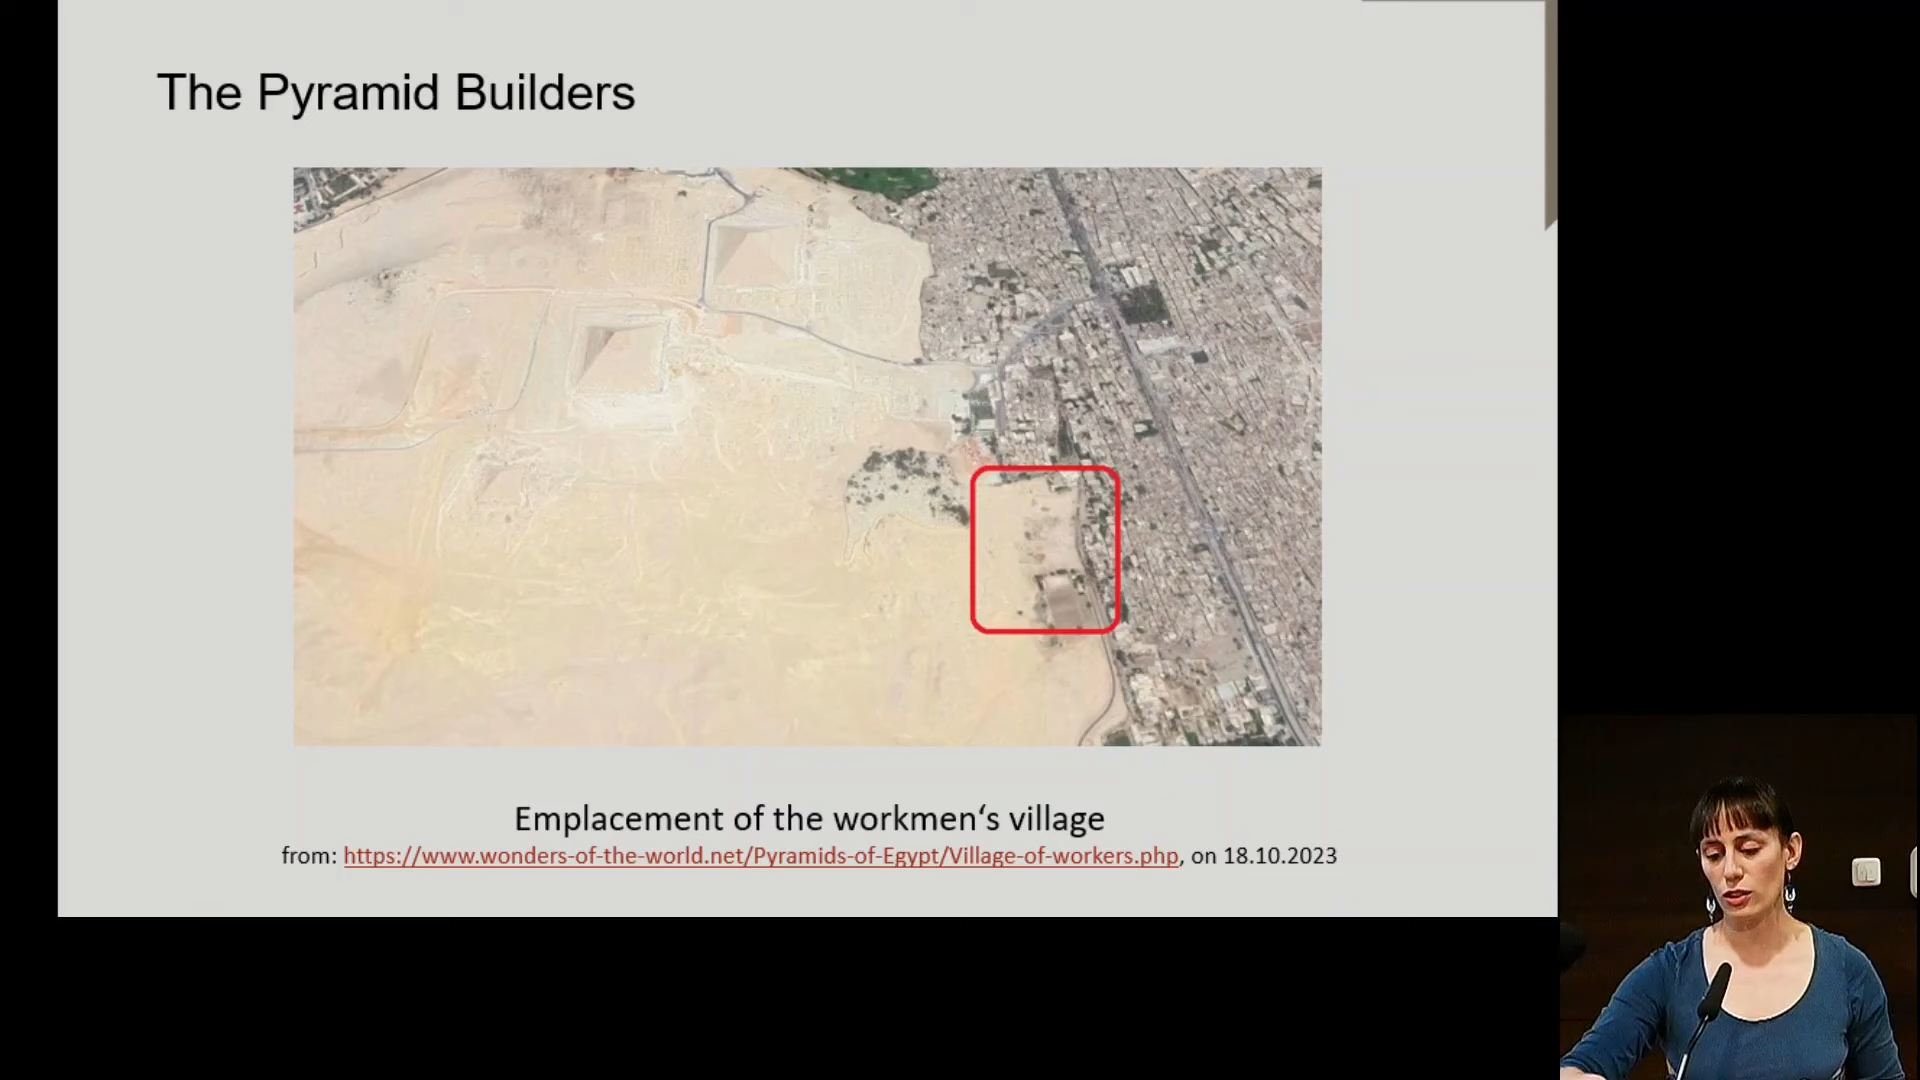 The Pyramid Builders
Emplacement of the workmen‘s village
from: https://www.wonders-of-the-world.net/Pyramids-of-Egypt/Village-of-workers.php, on 18.10.2023